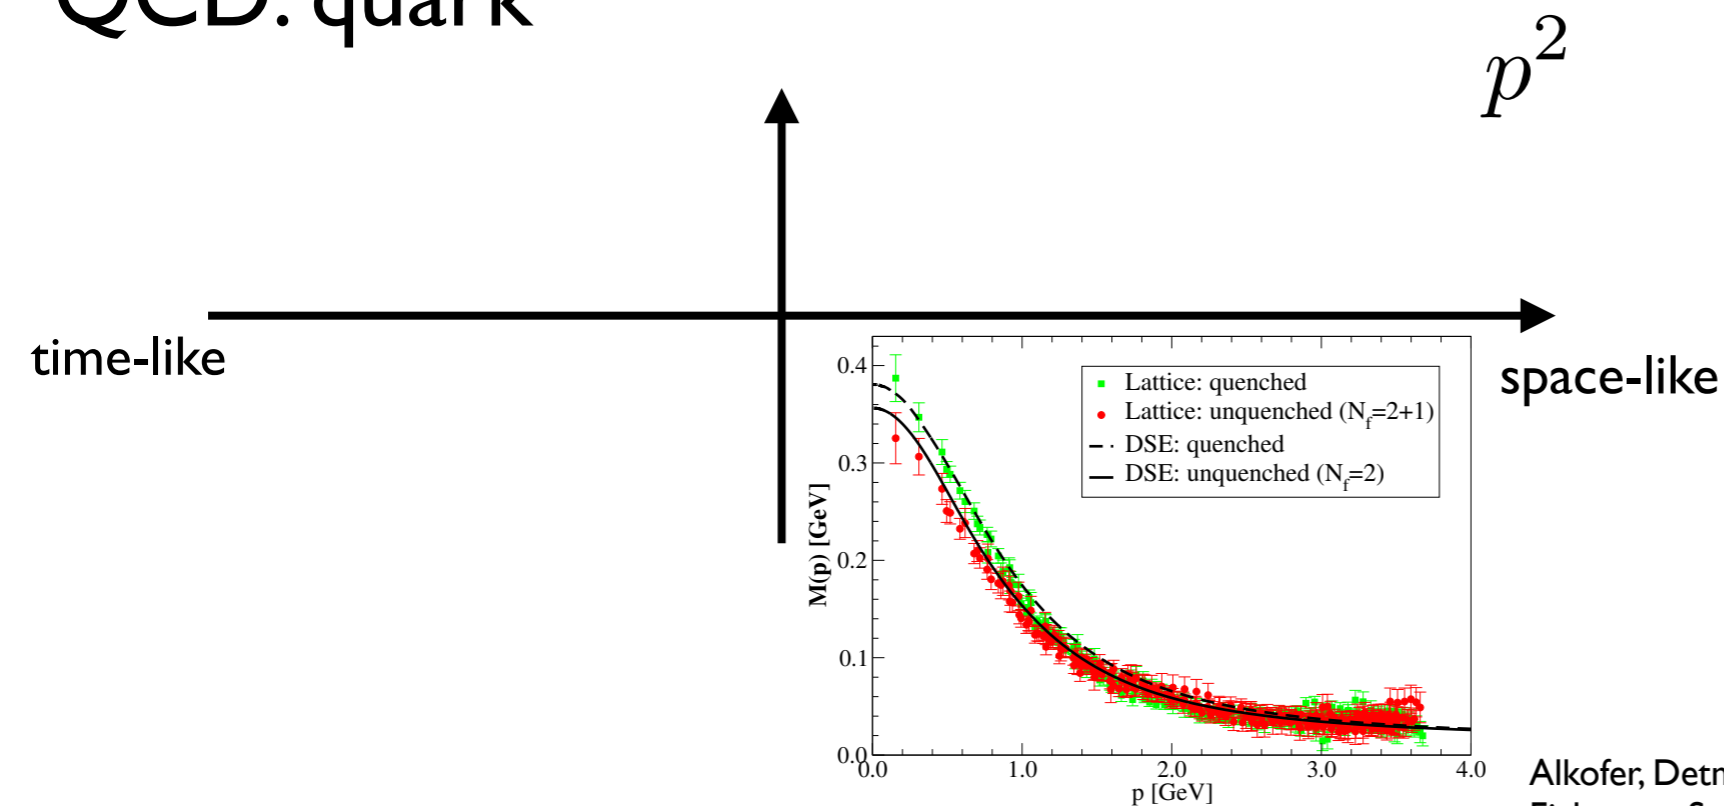 QCD: quark
p²
time-like
space-like
Lattice: quenched
Lattice: unquenched (N_f=2+1)
DSE: quenched
DSE: unquenched (N_f=2)
M(p) [GeV]
0.4
0.3
0.2
0.1
0.0
0.0 1.0 2.0 3.0 4.0
p [GeV]
Alkofer,